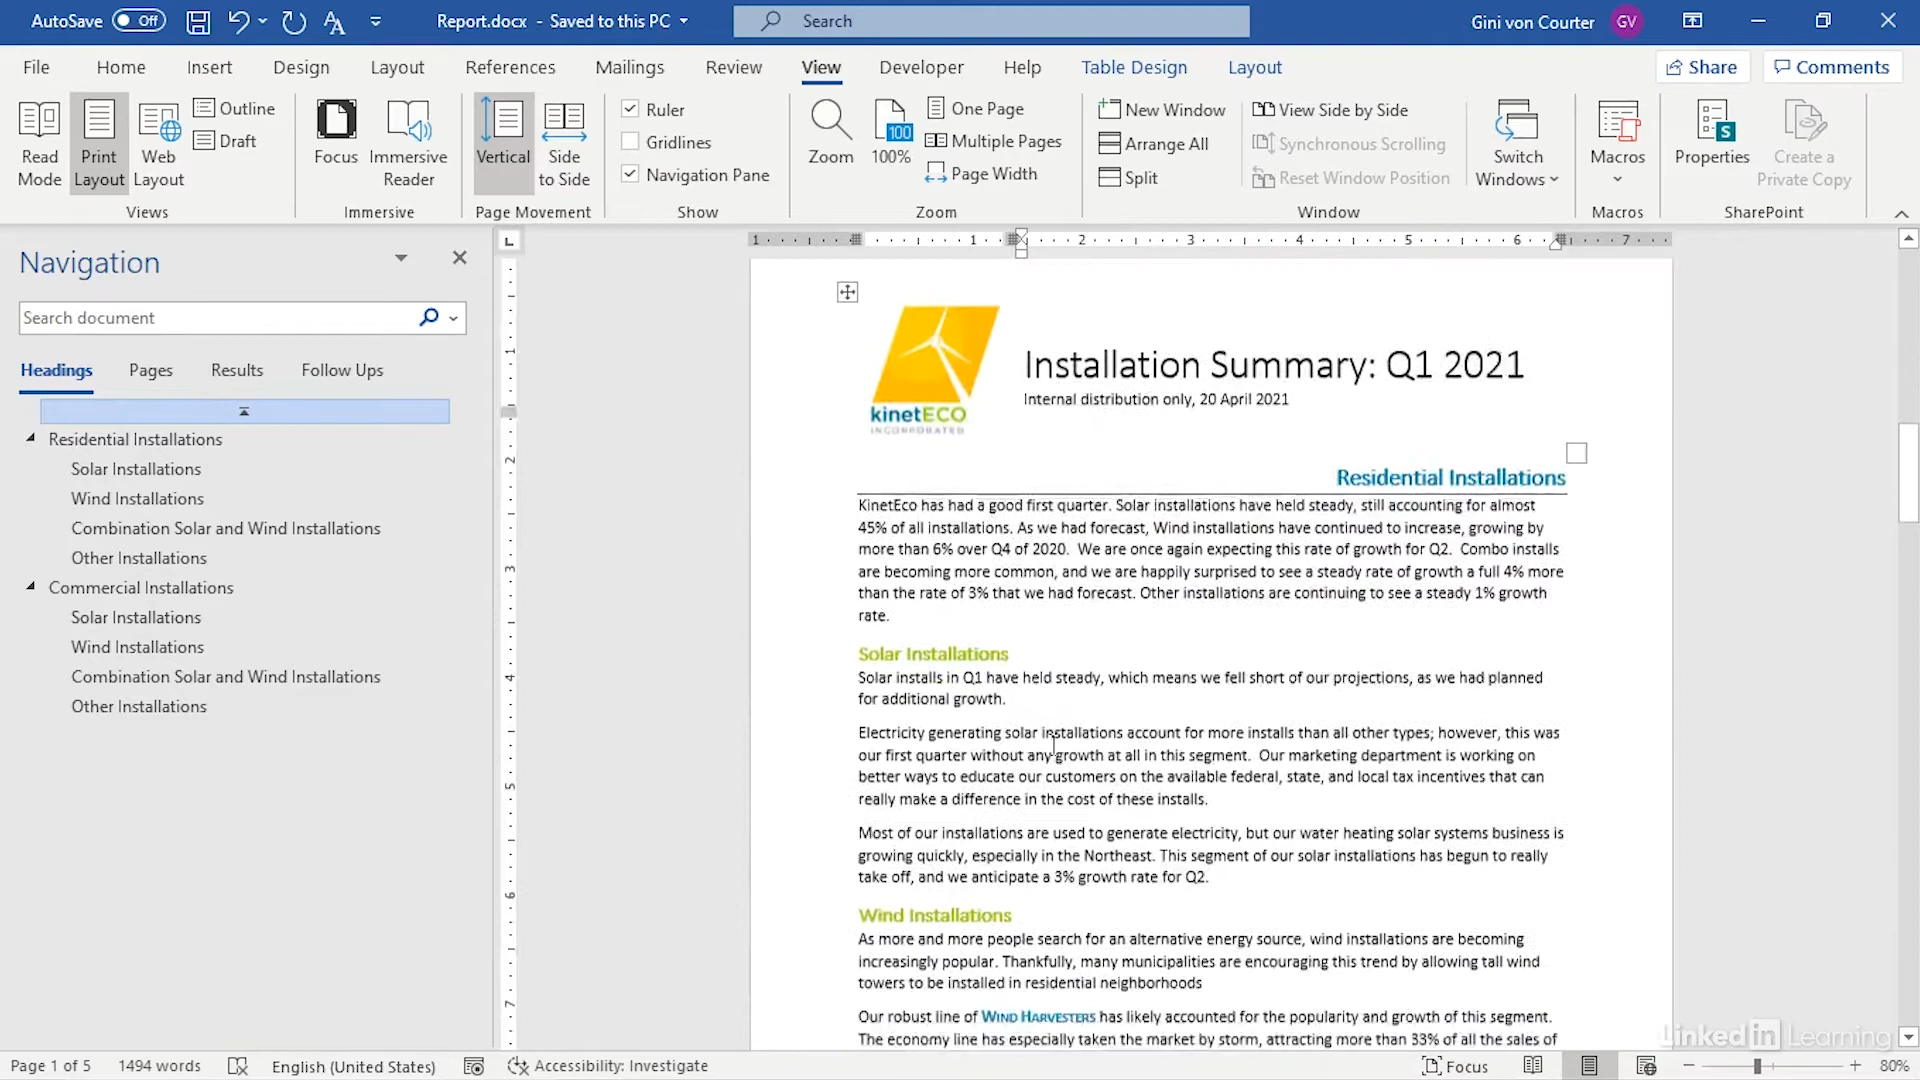 AutoSave Off Report.docx - Saved to this PC Search Gini von Courter GV
File Home Insert Design Layout References Mailings Review View Developer Help Table Design Layout Share Comments
Read Mode
Print Layout
Web Layout
Outline
Draft
Views
Focus
Immersive Reader
Immersive
Vertical
Side to Side
Page Movement
Ruler
Gridlines
Navigation Pane
Show
Zoom
100
100%
One Page
Multiple Pages
Page Width
Zoom
New Window
Arrange All
Split
View Side by Side
Synchronous Scrolling
Reset Window Position
Switch Windows
Window
Macros
Macros
S
Properties
Create a Private Copy
SharePoint
Navigation
Search document
Headings Pages Results Follow Ups
Residential Installations
Solar Installations
Wind Installations
Combination Solar and Wind Installations
Other Installations
Commercial Installations
Solar Installations
Wind Installations
Combination Solar and Wind Installations
Other Installations
L
1 1 2 3 4 5 6 7
1
2
3
4
5
6
7
kinetECO
INCORPORATED
Installation Summary: Q1 2021
Internal distribution only, 20 April 2021
Residential Installations
KinetEco has had a good first quarter. Solar installations have held steady, still accounting for almost
45% of all installations. As we had forecast, Wind installations have continued to increase, growing by
more than 6% over Q4 of 2020. We are once again expecting this rate of growth for Q2. Combo installs
are becoming more common, and we are happily surprised to see a steady rate of growth a full 4% more
than the rate of 3% that we had forecast. Other installations are continuing to see a steady 1% growth
rate.
Solar Installations
Solar installs in Q1 have held steady, which means we fell short of our projections, as we had planned
for additional growth.
Electricity generating solar installations account for more installs than all other types; however, this was
our first quarter without any growth at all in this segment. Our marketing department is working on
better ways to educate our customers on the available federal, state, and local tax incentives that can
really make a difference in the cost of these installs.
Most of our installations are used to generate electricity, but our water heating solar systems business is
growing quickly, especially in the Northeast. This segment of our solar installations has begun to really
take off, and we anticipate a 3% growth rate for Q2.
Wind Installations
As more and more people search for an alternative energy source, wind installations are becoming
increasingly popular. Thankfully, many municipalities are encouraging this trend by allowing tall wind
towers to be installed in residential neighborhoods
Our robust line of WIND HARVESTERS has likely accounted for the popularity and growth of this segment.
The economy line has especially taken the market by storm, attracting more than 33% of all the sales of
LinkedIn Learning
Page 1 of 5 1494 words English (United States) Accessibility: Investigate Focus 80%